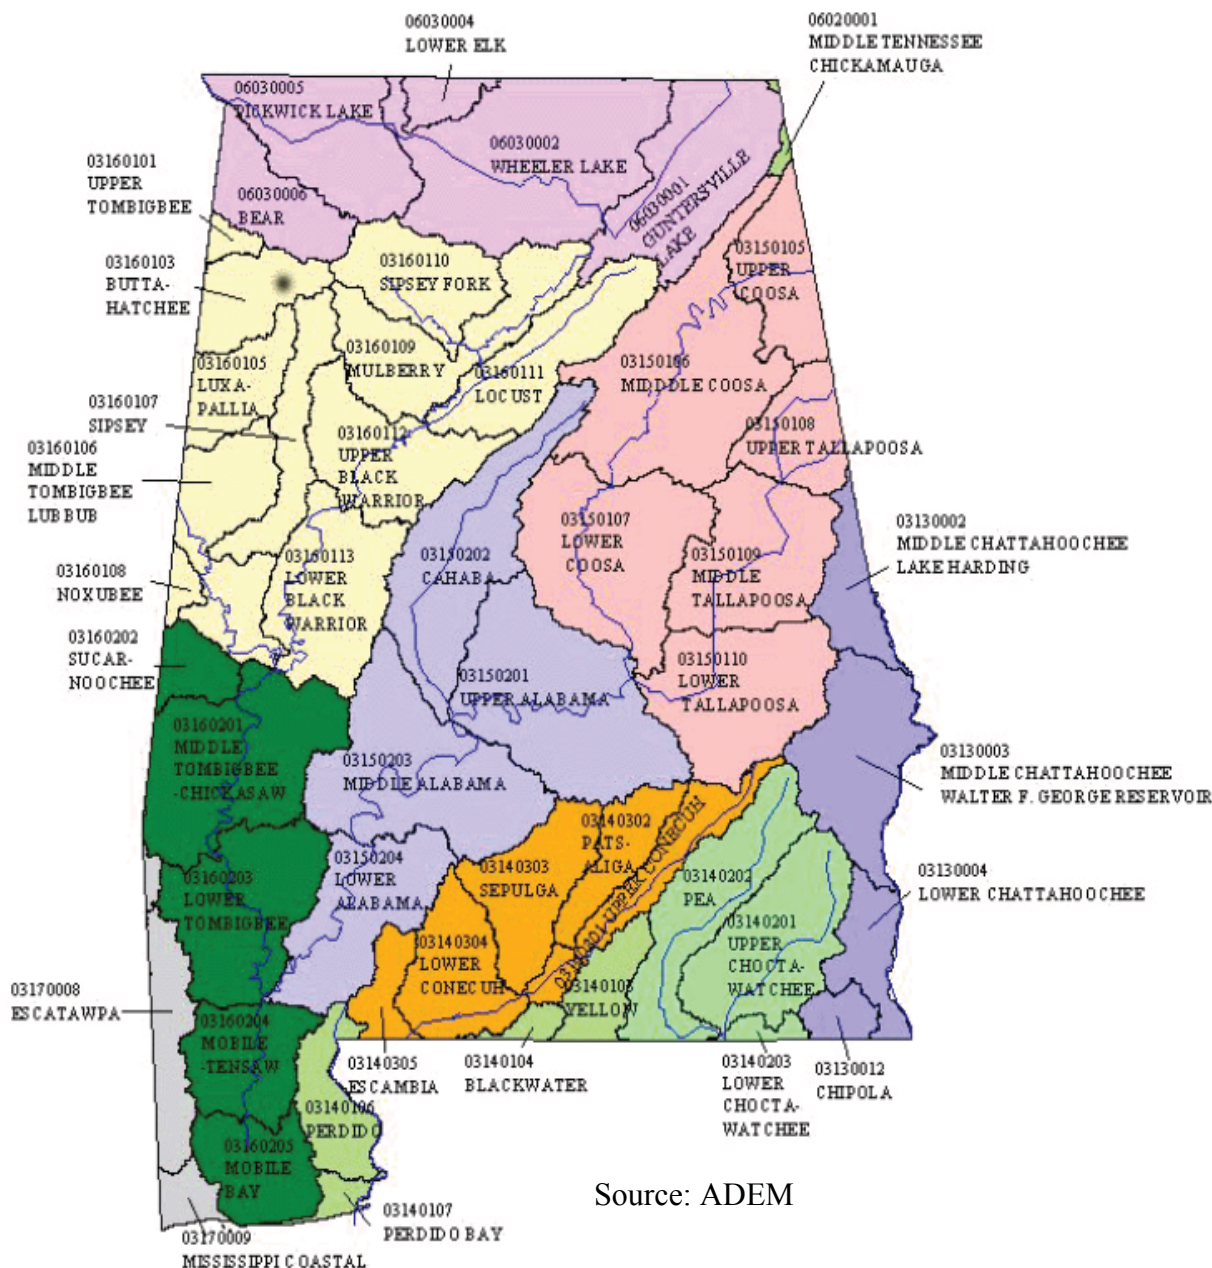 03030004
LOWER ELK
06020001
MIDDLE TENNESSEE
CHICKAMAUGA
06030005
PICKWICK LAKE
06030002
WHEELER LAKE
03160101
UPPER
TOMBIGBEE
06030006
BEAR
06030001
GUNTERSVILLE
LAKE
03160103
BUTTA-
HATCHEE
03160110
SIPSEY FORK
03150105
UPPER
COOSA
03160109
MULBERRY
03160105
LUXA-
PALLIA
03160111
LOCUST
03150106
MIDDDLE COOSA
03160107
SIPSEY
03160112
UPPER
BLACK
WARRIOR
03150108
UPPER TALLAPOOSA
03160106
MIDDLE
TOMBIGBEE
LUBBUB
03150107
LOWER
COOSA
03130002
MIDDLE CHATTAHOOCHEE
LAKE HARDING
03160113
LOWER
BLACK
WARRIOR
03150202
CAHABA
03150109
MIDDLE
TALLAPOOSA
03160108
NOXUBEE
03160202
SUCAR-
NOOCHEE
03150201
UPPER ALABAMA
03150110
LOWER
TALLAPOOSA
03160201
MIDDLE
TOMBIGBEE
-CHICKASAW
03150203
MIDDLE ALABAMA
03130003
MIDDLE CHATTAHOOCHEE
WALTER F. GEORGE RESERVOIR
03140302
PATS-
ALIGA
03140301 UPPER CONECUH
03150204
LOWER
ALABAMA
03140303
SEPULGA
03140202
PEA
03130004
LOWER CHATTAHOOCHEE
03160203
LOWER
TOMBIGBEE
03140201
UPPER
CHOCTA-
WATCHEE
03140304
LOWER
CONECUH
03140103
YELLOW
03170008
ESCATAWPA
03160204
MOBILE
-TENSAW
03140305
ESCAMBIA
03140104
BLACKWATER
03140203
LOWER
CHOCTA-
WATCHEE
03130012
CHIPOLA
03140106
PERDIDO
03160205
MOBILE
BAY
03140107
PERDIDO BAY
03170009
MISSISSIPPI COASTAL
Source: ADEM